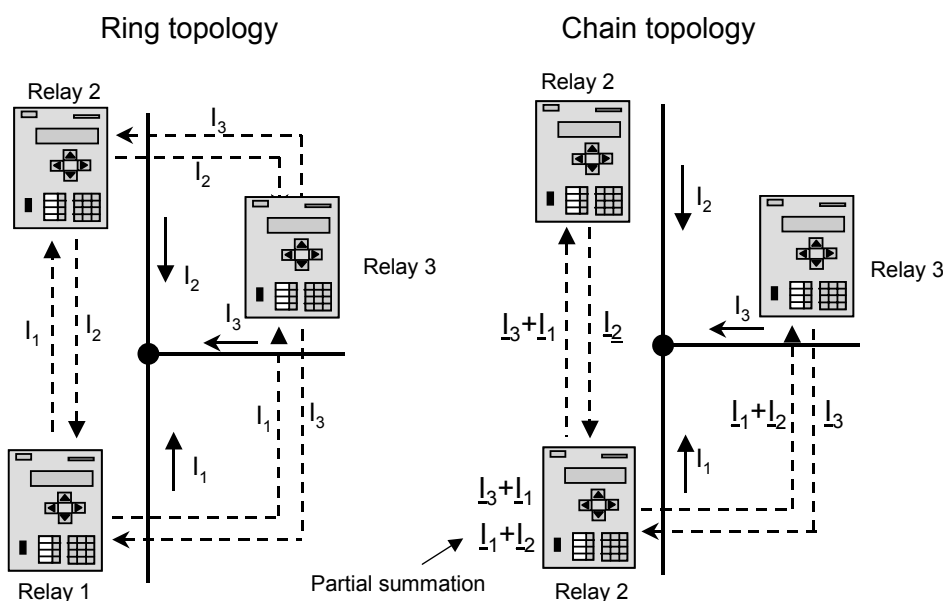 Ring topology
Chain topology
Relay 2
I₃
I₂
I₂
Relay 3
I₃
I₁
I₂
I₁
I₃
I₁
Relay 1
Relay 2
I₂
Relay 3
I₃
I₃+I₁
I₂
I₁+I₂
I₃
I₁
I₃+I₁
I₁+I₂
Partial summation
Relay 2